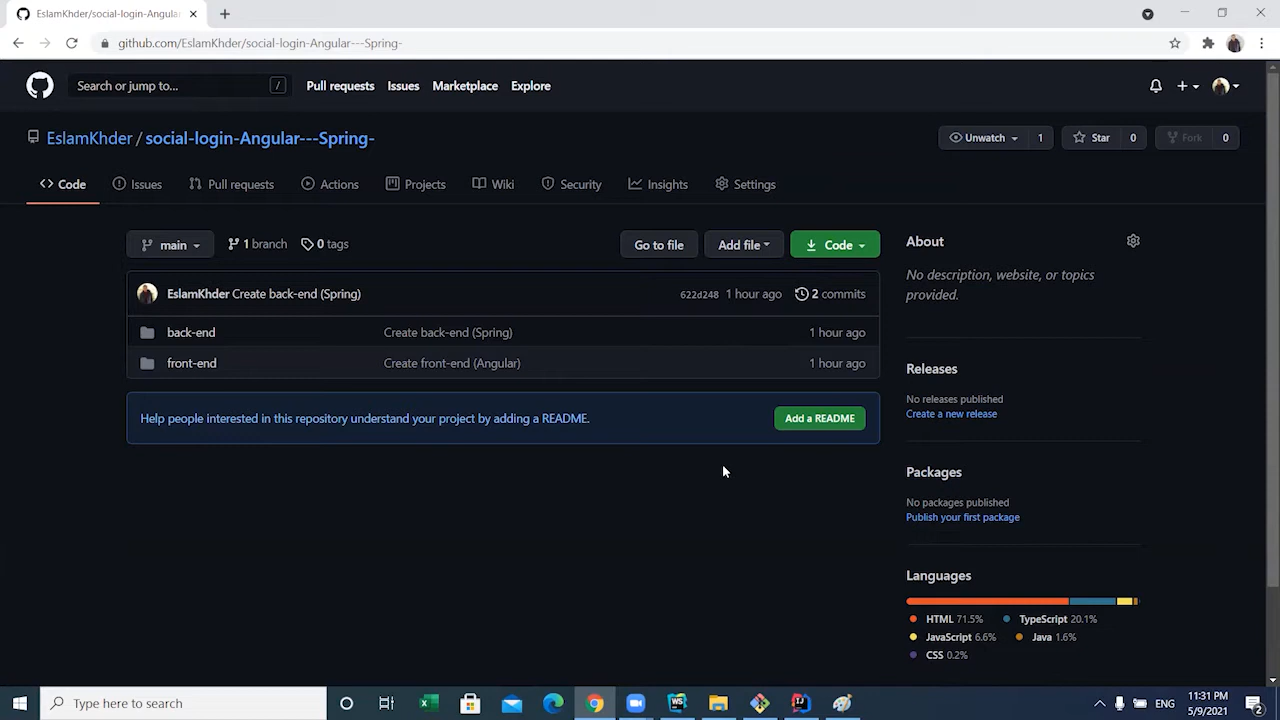 EslamKhder/social-login-Angular
github.com/EslamKhder/social-login-Angular---Spring-
Search or jump to...
/
Pull requests
Issues
Marketplace
Explore
EslamKhder / social-login-Angular---Spring-
Unwatch
1
Star
0
Fork
0
Code
Issues
Pull requests
Actions
Projects
Wiki
Security
Insights
Settings
main
1 branch
0 tags
Go to file
Add file
Code
EslamKhder Create back-end (Spring)
622d248
1 hour ago
2 commits
back-end
Create back-end (Spring)
1 hour ago
front-end
Create front-end (Angular)
1 hour ago
Help people interested in this repository understand your project by adding a README.
Add a README
About
No description, website, or topics
provided.
Releases
No releases published
Create a new release
Packages
No packages published
Publish your first package
Languages
HTML 71.5%
TypeScript 20.1%
JavaScript 6.6%
Java 1.6%
CSS 0.2%
Type here to search
WS
IJ
ENG
11:31 PM
5/9/2021
2